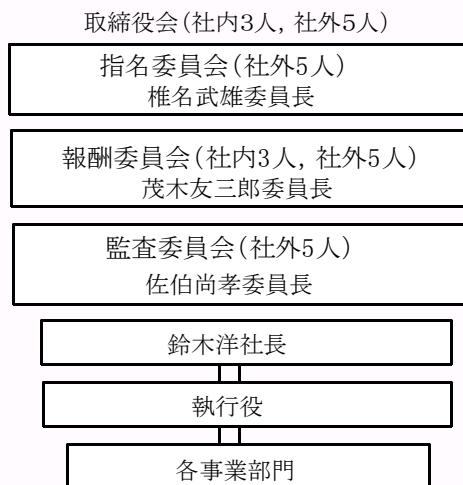 取締役会(社内3人, 社外5人)
指名委員会(社外5人)
椎名武雄委員長
報酬委員会(社内3人, 社外5人)
茂木友三郎委員長
監査委員会(社外5人)
佐伯尚孝委員長
鈴木洋社長
執行役
各事業部門